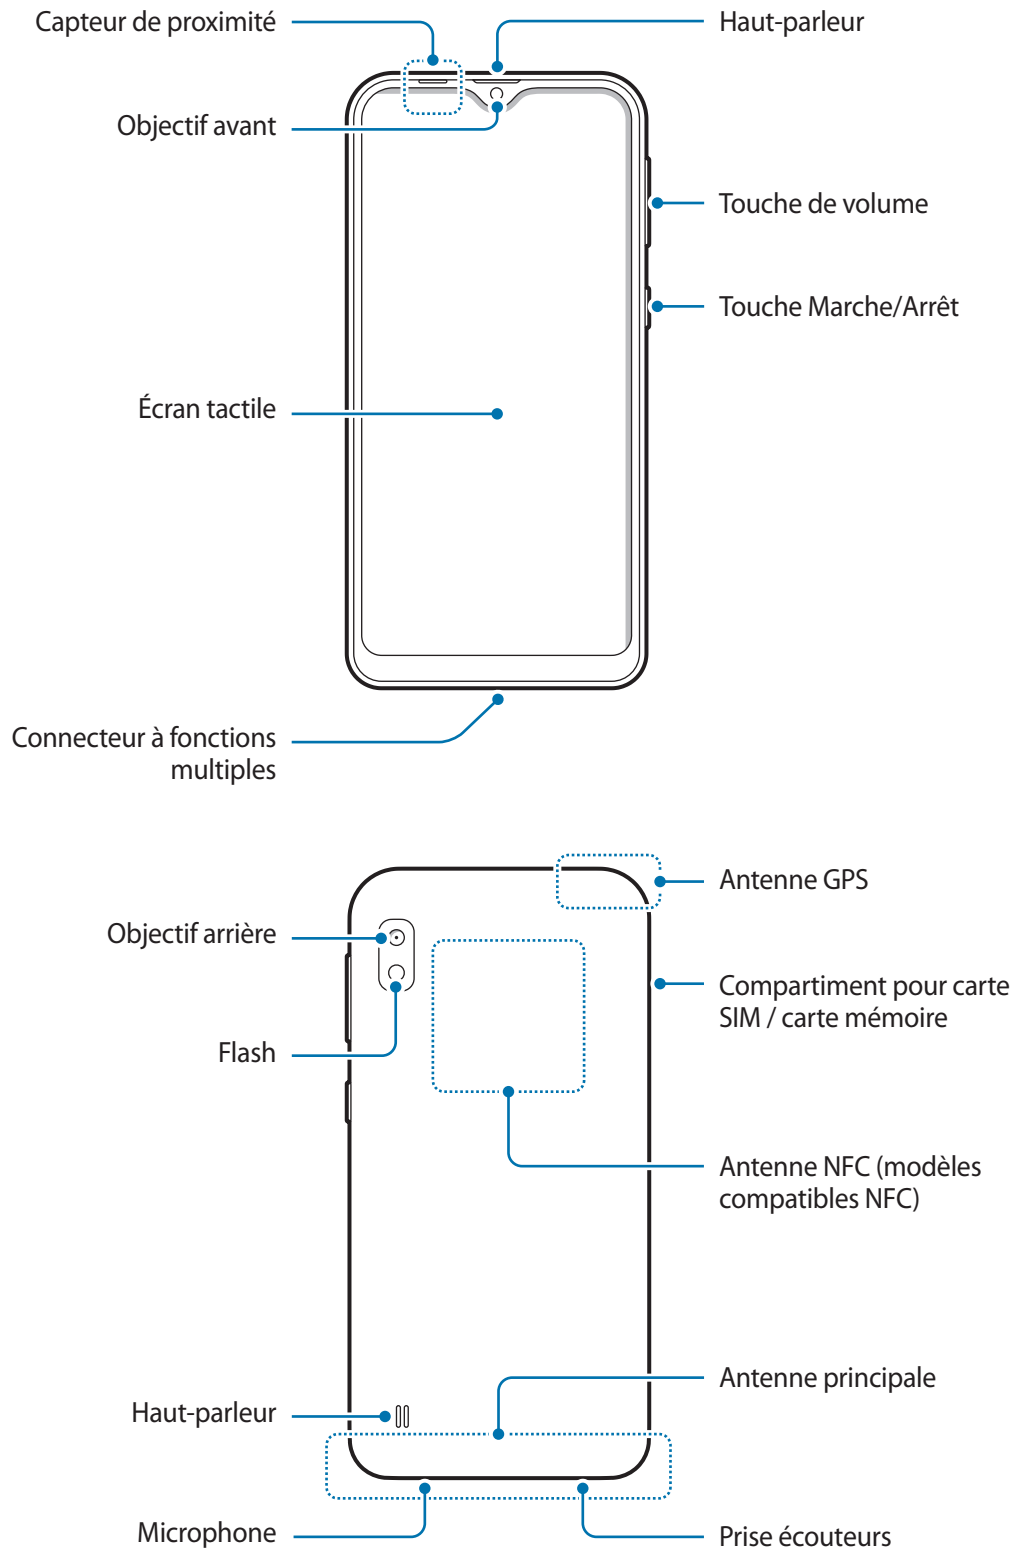 Capteur de proximité
Haut-parleur
Objectif avant
Touche de volume
Touche Marche/Arrêt
Écran tactile
Connecteur à fonctions
multiples
Antenne GPS
Objectif arrière
Compartiment pour carte
SIM / carte mémoire
Flash
Antenne NFC (modèles
compatibles NFC)
Antenne principale
Haut-parleur
Microphone
Prise écouteurs